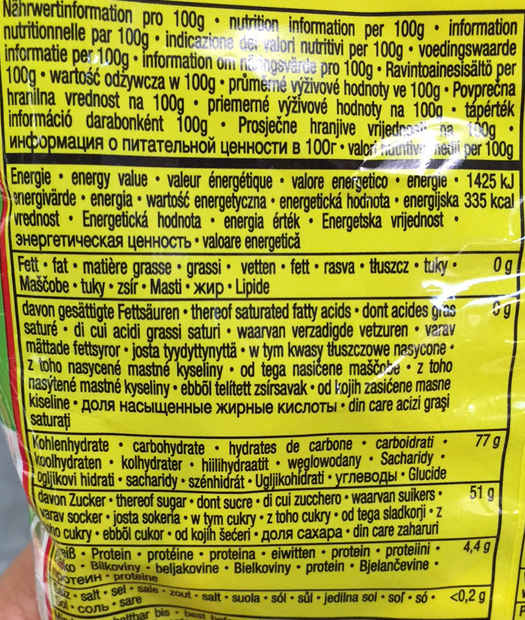 Nährwertinformation pro 100g • nutrition information per 100g • information
nutritionnelle par 100g • indicazione dei valori nutritivi per 100g • voedingswaarde
informatie per 100g • information om näringsvärde pro 100g • Ravintoainesisältö per
100g • wartość odżywcza w 100g • průměrné výživové hodnoty ve 100g • Povprečna
hranilna vrednost na 100g • priemerné výživové hodnoty na 100g • tápérték
információ darabonként 100g • Prosječne hranjive vrijednosti na 100g •
информация о питательной ценности в 100г • valori nutritive medii per 100g
Energie • energy value • valeur énergétique • valore energetico • energie • 1425 kJ
energivärde • energia • wartość energetyczna • energetická hodnota • energijska 335 kcal
vrednost • Energetická hodnota • energia érték • Energetska vrijednost •
энергетическая ценность • valoare energetică
Fett • fat • matière grasse • grassi • vetten • fett • rasva • tłuszcz • tuky • 0 g
Maščobe • tuky • zsír • Masti • жир • Lipide
davon gesättigte Fettsäuren • thereof saturated fatty acids • dont acides gras 0 g
saturé • di cui acidi grassi saturi • waarvan verzadigde vetzuren • varav
mättade fettsyror • josta tyydyttynyttä • w tym kwasy tłuszczowe nasycone •
z toho nasycené mastné kyseliny • od tega nasičene maščobe • z toho
nasýtené mastné kyseliny • ebből telített zsírsavak • od kojih zasićene masne
kiseline • доля насыщенные жирные кислоты • din care acizi grași
saturați
Kohlenhydrate • carbohydrate • hydrates de carbone • carboidrati • 77 g
koolhydraten • kolhydrater • hiilihydraatit • węglowodany • Sacharidy •
ogljikovi hidrati • sacharidy • szénhidrát • Ugljikohidrati • углеводы • Glucide
davon Zucker • thereof sugar • dont sucre • di cui zucchero • waarvan suikers • 51 g
varav socker • josta sokeria • w tym cukry • z toho cukry • od tega sladkorji • z
toho cukry • ebből cukor • od kojih šećeri • доля сахара • din care zaharuri
Protein • protéine • proteina • eiwitten • protein • proteiini • 4,4 g
Bílkoviny • beljakovine • Bielkoviny • protein • Bjelančevine •
протеин • proteine
Salz • salt • sel • sale • zout • salt • suola • sól • sůl • jedilna sol • soľ • só • <0,2 g
sol • соль • sare
haltbar bis • best before